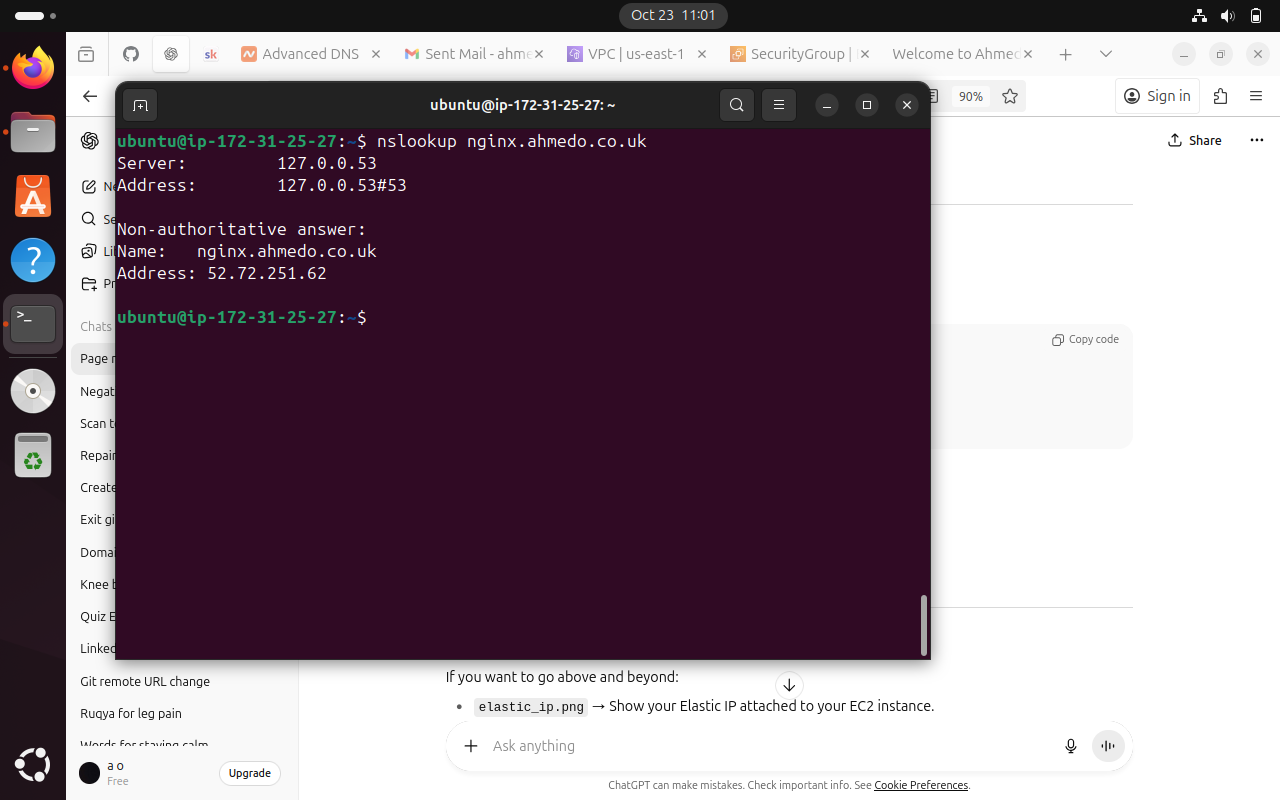 Oct 23 11:01
sk
Advanced DNS
Sent Mail - ahme
VPC | us-east-1
SecurityGroup |
Welcome to Ahmed
90%
Sign in
ubuntu@ip-172-31-25-27: ~
ubuntu@ip-172-31-25-27:~$ nslookup nginx.ahmedo.co.uk
Server: 127.0.0.53
Address: 127.0.0.53#53
Non-authoritative answer:
Name: nginx.ahmedo.co.uk
Address: 52.72.251.62
ubuntu@ip-172-31-25-27:~$
Share
Copy code
Chats
Page
Negat
Scan t
Repair
Create
Exit gi
Domai
Knee b
Quiz E
Linked
Git remote URL change
Ruqya for leg pain
Words for staying calm
a o
Free
Upgrade
If you want to go above and beyond:
elastic_ip.png → Show your Elastic IP attached to your EC2 instance.
Ask anything
ChatGPT can make mistakes. Check important info. See Cookie Preferences.